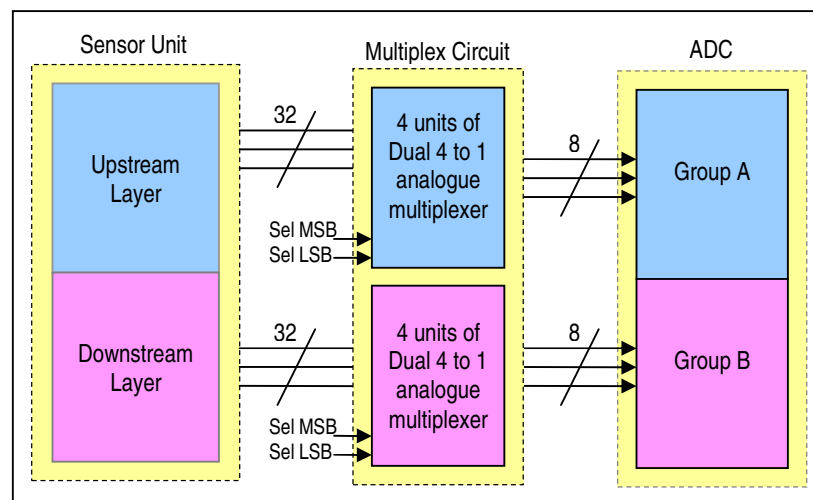 Sensor Unit
Multiplex Circuit
ADC
Upstream
Layer
32
4 units of
Dual 4 to 1
analogue
multiplexer
Sel MSB
Sel LSB
8
Group A
Downstream
Layer
32
4 units of
Dual 4 to 1
analogue
multiplexer
Sel MSB
Sel LSB
8
Group B